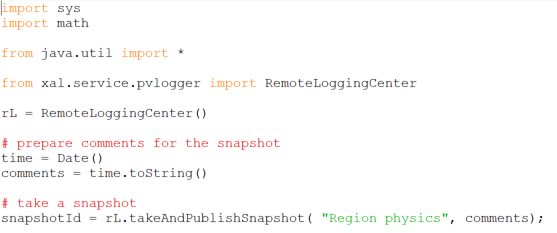 import sys
import math
from java.util import *
from xal.service.pvlogger import RemoteLoggingCenter
rL = RemoteLoggingCenter()
# prepare comments for the snapshot
time = Date()
comments = time.toString()
# take a snapshot
snapshotId = rL.takeAndPublishSnapshot( "Region physics", comments);